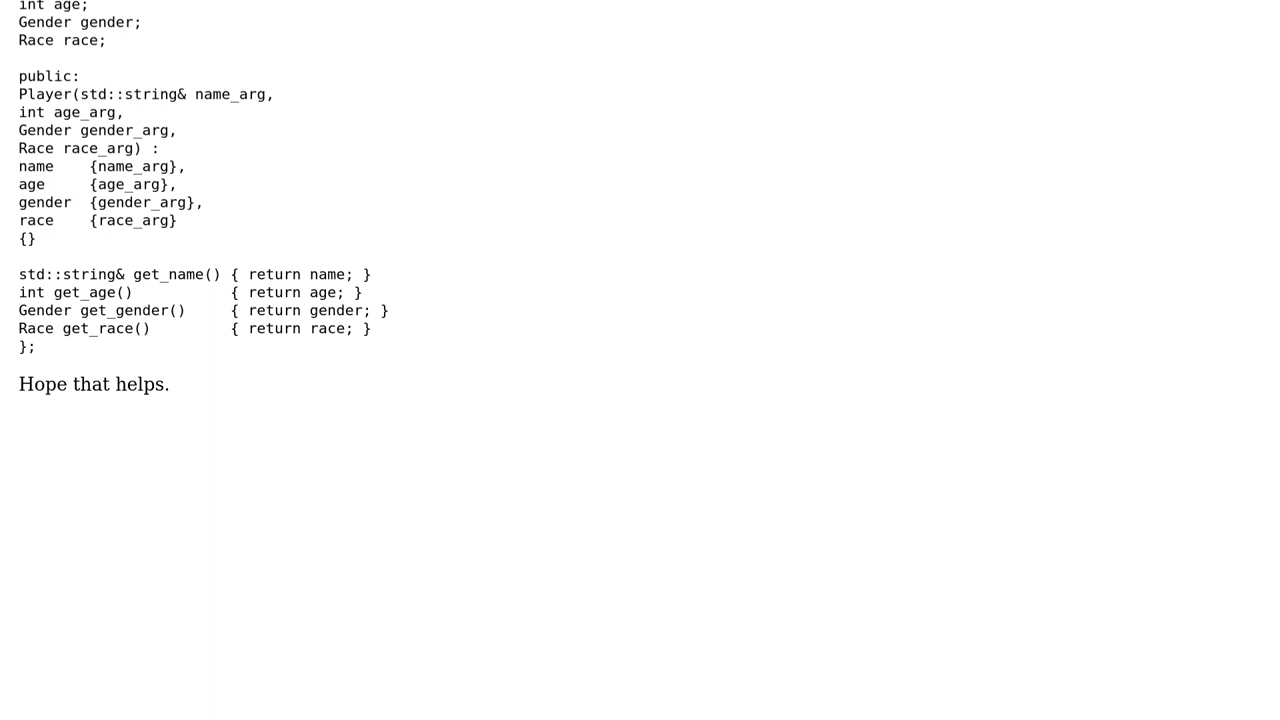 int age;
Gender gender;
Race race;

public:
Player(std::string& name_arg,
int age_arg,
Gender gender_arg,
Race race_arg) :
name    {name_arg},
age     {age_arg},
gender  {gender_arg},
race    {race_arg}
{}

std::string& get_name() { return name; }
int get_age()           { return age; }
Gender get_gender()     { return gender; }
Race get_race()         { return race; }
};

Hope that helps.